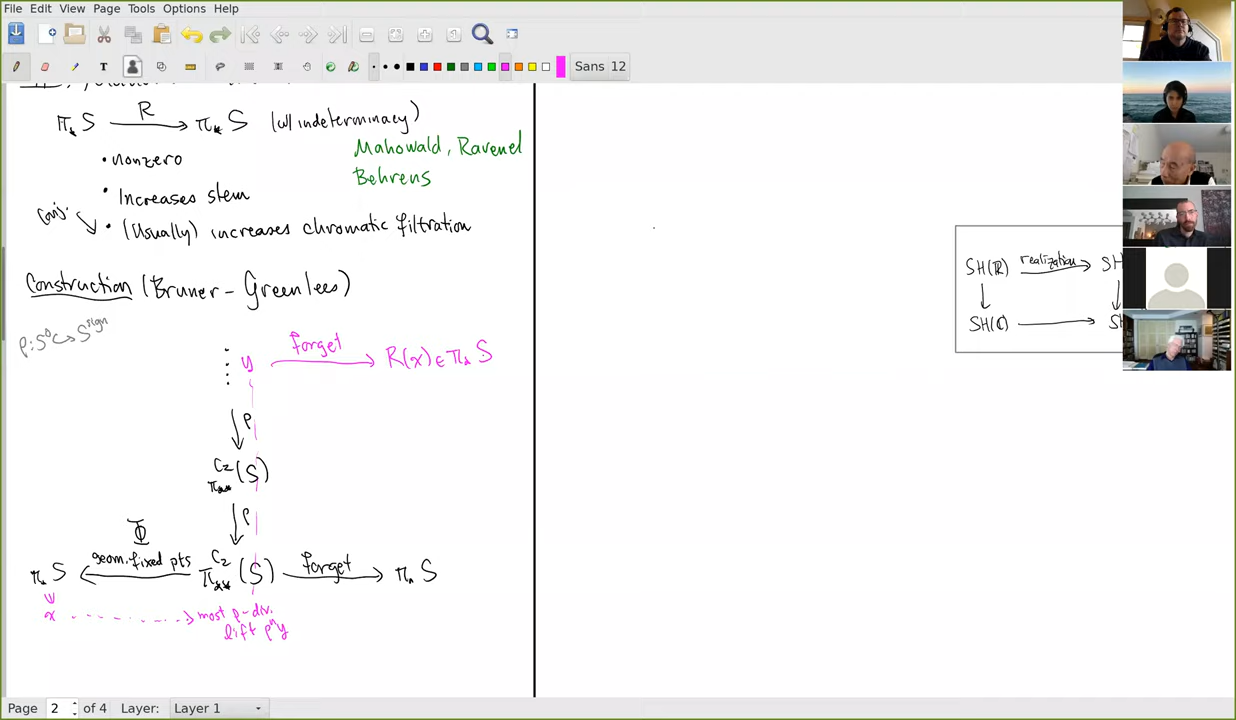 File Edit View Page Tools Options Help
Sans 12
π⁎ S —R→ π⁎ S (w/ indeterminacy)
Mahowald, Ravenel
Behrens
• nonzero
• Increases stem
Conj.
• (Usually) increases chromatic filtration
Construction (Bruner - Greenlees)
ρ: S⁰ ↪ S^sign
y —forget→ R(x) ∈ π⁎ S
↓ ρ
π⁎⁎^C₂ (S)
↓ ρ
Φ
π⁎ S ←geom. fixed pts— π⁎⁎^C₂ (S) —forget→ π⁎ S
x ⇢ most ρ-div.
lift ρⁿy
SH(ℝ) —realization→ SH
SH(ℂ) → SH
Page 2 of 4 Layer: Layer 1